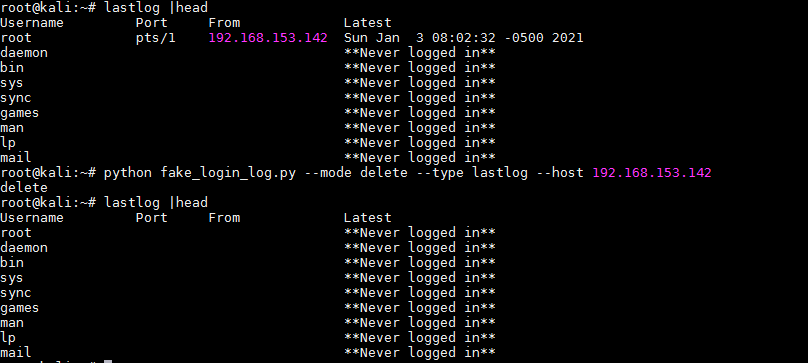 root@kali:~# lastlog |head
Username Port From Latest
root pts/1 192.168.153.142 Sun Jan 3 08:02:32 -0500 2021
daemon **Never logged in**
bin **Never logged in**
sys **Never logged in**
sync **Never logged in**
games **Never logged in**
man **Never logged in**
lp **Never logged in**
mail **Never logged in**
root@kali:~# python fake_login_log.py --mode delete --type lastlog --host 192.168.153.142
delete
root@kali:~# lastlog |head
Username Port From Latest
root **Never logged in**
daemon **Never logged in**
bin **Never logged in**
sys **Never logged in**
sync **Never logged in**
games **Never logged in**
man **Never logged in**
lp **Never logged in**
mail **Never logged in**